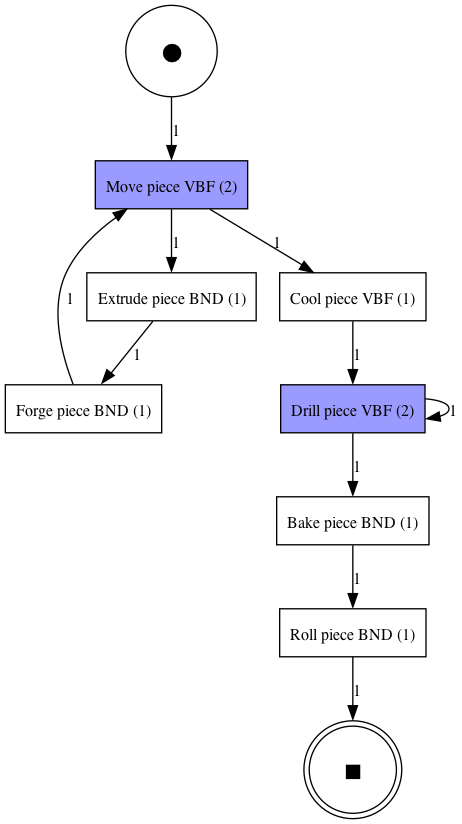 1
Move piece VBF (2)
1
1
Extrude piece BND (1)
Cool piece VBF (1)
1
1
1
Forge piece BND (1)
Drill piece VBF (2)
1
1
Bake piece BND (1)
1
Roll piece BND (1)
1